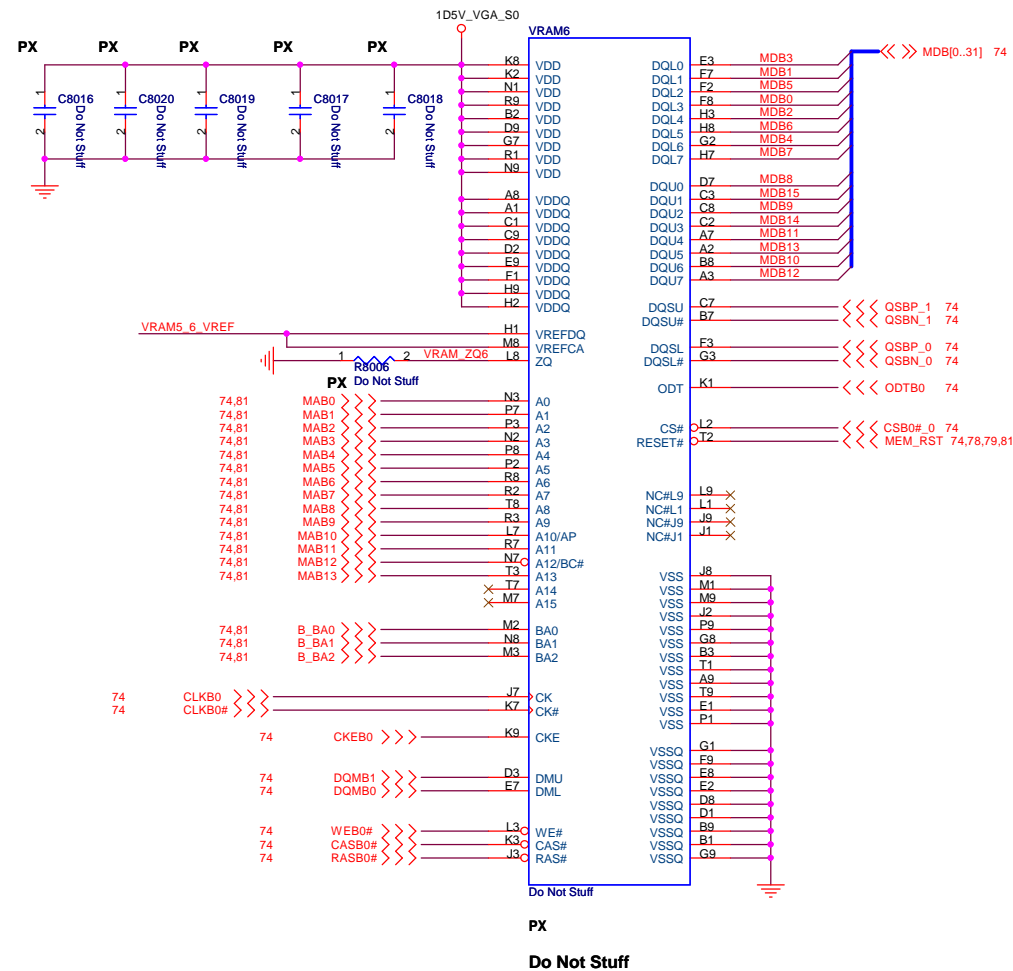 1D5V_VGA_S0
VRAM6
PX PX PX PX PX
1 1 1 1 1
C8016 C8020 C8019 C8017 C8018
Do Not Stuff Do Not Stuff Do Not Stuff Do Not Stuff Do Not Stuff
2 2 2 2 2
K8 VDD
K2 VDD
N1 VDD
R9 VDD
B2 VDD
D9 VDD
G7 VDD
R1 VDD
N9 VDD
A8 VDDQ
A1 VDDQ
C1 VDDQ
C9 VDDQ
D2 VDDQ
E9 VDDQ
F1 VDDQ
H9 VDDQ
H2 VDDQ
VRAM5_6_VREF H1 VREFDQ
M8 VREFCA
1 R8006 2 VRAM_ZQ6 L8 ZQ
PX Do Not Stuff
74,81 MAB0 N3 A0
74,81 MAB1 P7 A1
74,81 MAB2 P3 A2
74,81 MAB3 N2 A3
74,81 MAB4 P8 A4
74,81 MAB5 P2 A5
74,81 MAB6 R8 A6
74,81 MAB7 R2 A7
74,81 MAB8 T8 A8
74,81 MAB9 R3 A9
74,81 MAB10 L7 A10/AP
74,81 MAB11 R7 A11
74,81 MAB12 N7 A12/BC#
74,81 MAB13 T3 A13
T7 A14
M7 A15
74,81 B_BA0 M2 BA0
74,81 B_BA1 N8 BA1
74,81 B_BA2 M3 BA2
74 CLKB0 J7 CK
74 CLKB0# K7 CK#
74 CKEB0 K9 CKE
74 DQMB1 D3 DMU
74 DQMB0 E7 DML
74 WEB0# L3 WE#
74 CASB0# K3 CAS#
74 RASB0# J3 RAS#
MDB[0..31] 74
DQL0 E3 MDB3
DQL1 F7 MDB1
DQL2 F2 MDB5
DQL3 F8 MDB0
DQL4 H3 MDB2
DQL5 H8 MDB6
DQL6 G2 MDB4
DQL7 H7 MDB7
DQU0 D7 MDB8
DQU1 C3 MDB15
DQU2 C8 MDB9
DQU3 C2 MDB14
DQU4 A7 MDB11
DQU5 A2 MDB13
DQU6 B8 MDB10
DQU7 A3 MDB12
DQSU C7 QSBP_1 74
DQSU# B7 QSBN_1 74
DQSL F3 QSBP_0 74
DQSL# G3 QSBN_0 74
ODT K1 ODTB0 74
CS# L2 CSB0#_0 74
RESET# T2 MEM_RST 74,78,79,81
NC#L9 L9
NC#L1 L1
NC#J9 J9
NC#J1 J1
VSS J8
VSS M1
VSS M9
VSS J2
VSS P9
VSS G8
VSS B3
VSS T1
VSS A9
VSS T9
VSS E1
VSS P1
VSSQ G1
VSSQ F9
VSSQ E8
VSSQ E2
VSSQ D8
VSSQ D1
VSSQ B9
VSSQ B1
VSSQ G9
Do Not Stuff
PX
Do Not Stuff